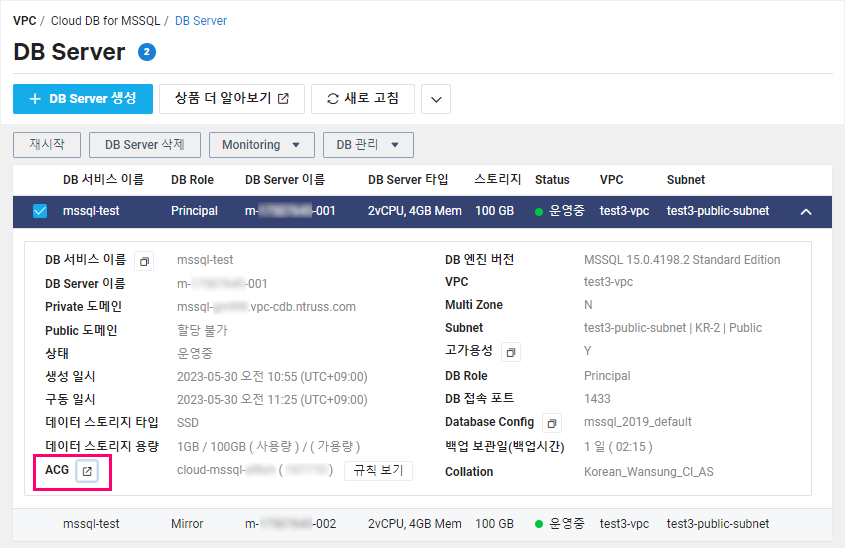 VPC / Cloud DB for MSSQL / DB Server
DB Server 2
+ DB Server 생성 상품 더 알아보기 새로 고침
재시작 DB Server 삭제 Monitoring DB 관리
DB 서비스 이름 DB Role DB Server 이름 DB Server 타입 스토리지 Status VPC Subnet
mssql-test Principal m- -001 2vCPU, 4GB Mem 100 GB 운영중 test3-vpc test3-public-subnet
DB 서비스 이름 mssql-test DB 엔진 버전 MSSQL 15.0.4198.2 Standard Edition
DB Server 이름 m- -001 VPC test3-vpc
Private 도메인 mssql- .vpc-cdb.ntruss.com Multi Zone N
Public 도메인 할당 불가 Subnet test3-public-subnet | KR-2 | Public
상태 운영중 고가용성 Y
생성 일시 2023-05-30 오전 10:55 (UTC+09:00) DB Role Principal
구동 일시 2023-05-30 오전 11:25 (UTC+09:00) DB 접속 포트 1433
데이터 스토리지 타입 SSD Database Config mssql_2019_default
데이터 스토리지 용량 1GB / 100GB ( 사용량 ) / ( 가용량 ) 백업 보관일(백업시간) 1 일 ( 02:15 )
ACG cloud-mssql- ( ) 규칙 보기 Collation Korean_Wansung_CI_AS
mssql-test Mirror m- -002 2vCPU, 4GB Mem 100 GB 운영중 test3-vpc test3-public-subnet